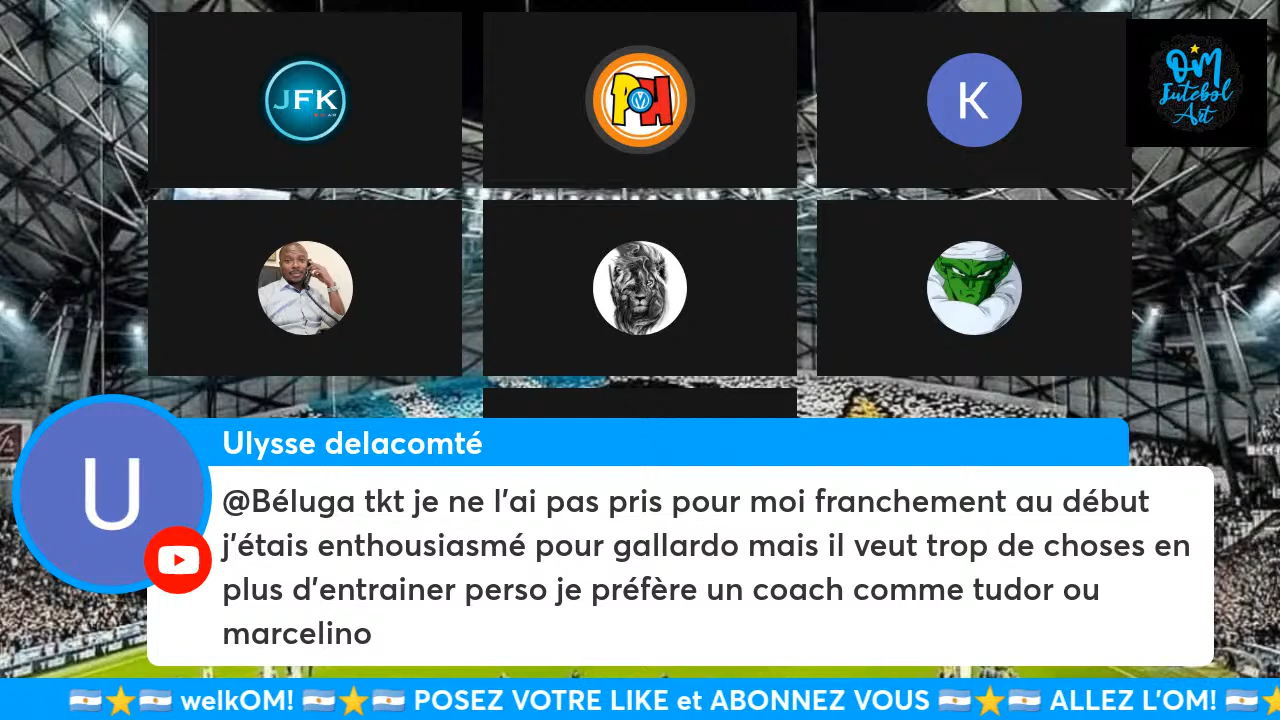 JFK
PH
K
OM
Futebol
Art
U
Ulysse delacomté
@Béluga tkt je ne l’ai pas pris pour moi franchement au début
j’étais enthousiasmé pour gallardo mais il veut trop de choses en
plus d’entrainer perso je préfère un coach comme tudor ou
marcelino
welkOM! POSEZ VOTRE LIKE et ABONNEZ VOUS ALLEZ L’OM!